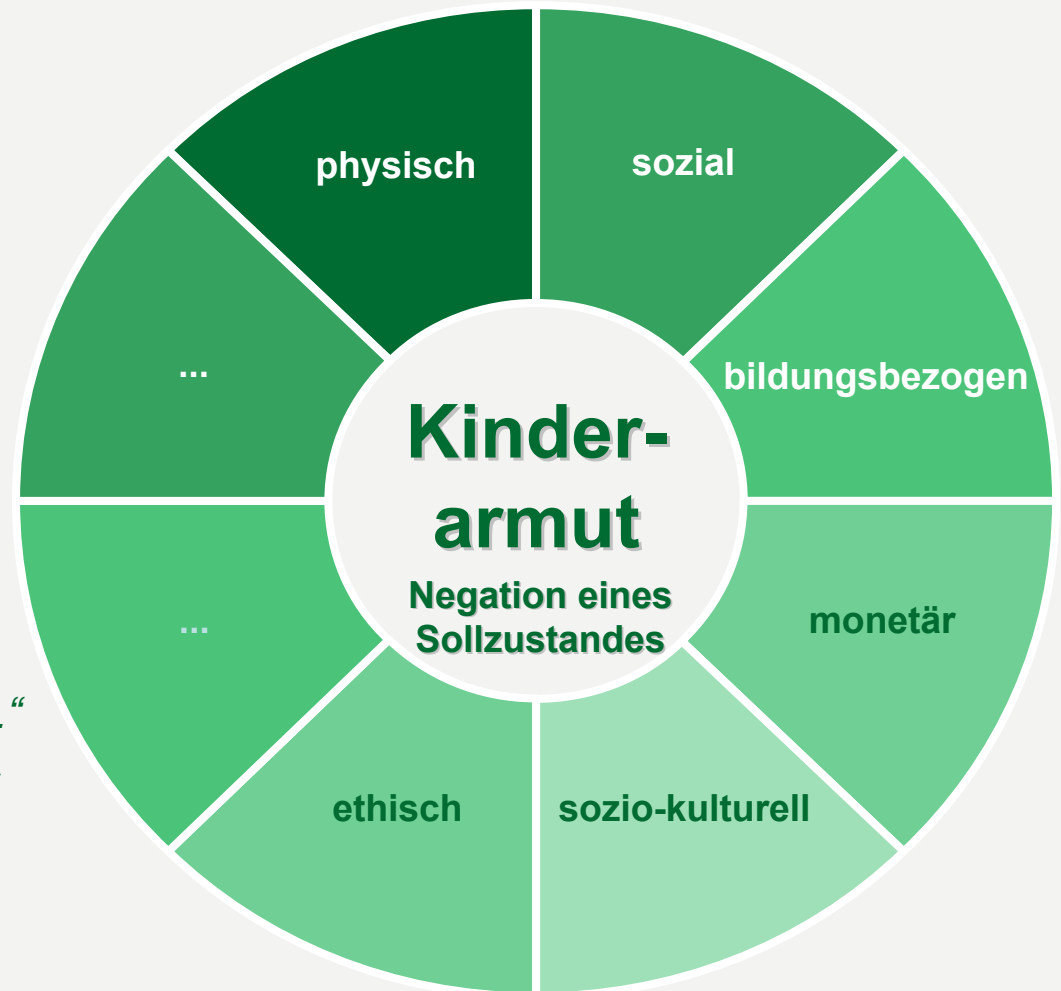 physisch
sozial
bildungsbezogen
monetär
sozio-kulturell
ethisch
...
...
Kinder-
armut
Negation eines
Sollzustandes
“